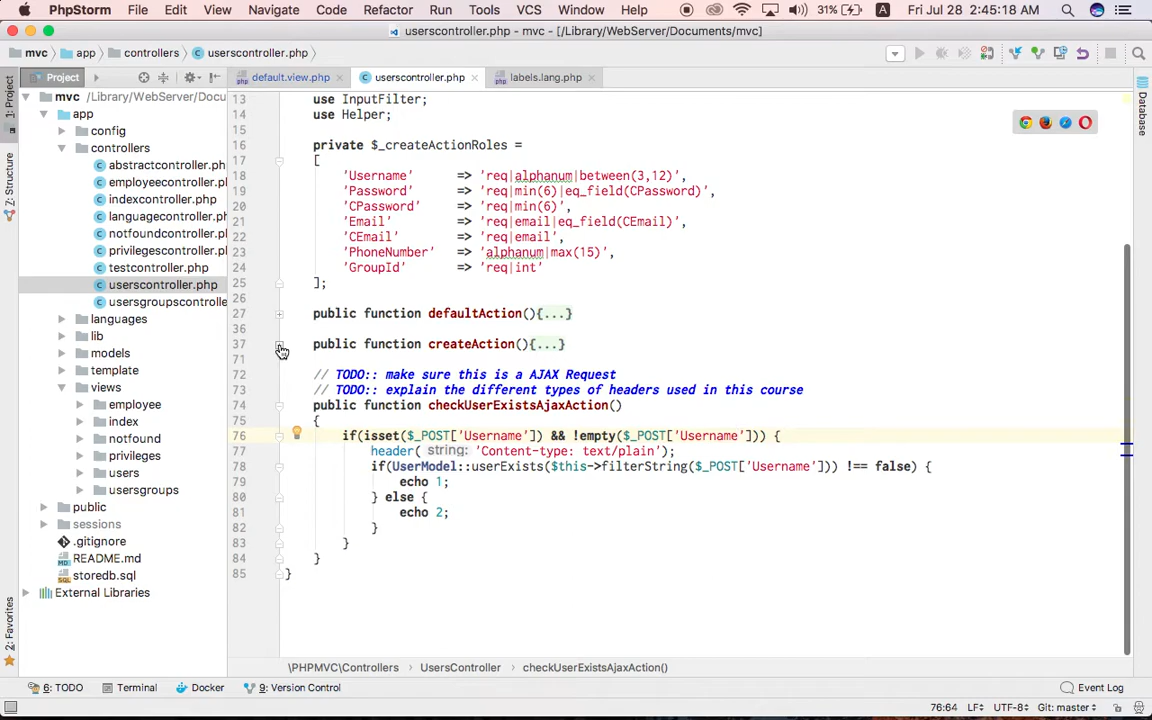 PhpStorm File Edit View Navigate Code Refactor Run Tools VCS Window Help 31% A Fri Jul 28 2:45:18 AM
userscontroller.php - mvc - [/Library/WebServer/Documents/mvc]
mvc app controllers userscontroller.php
Project default.view.php userscontroller.php labels.lang.php
1: Project
Z: Structure
2: Favorites
Database
mvc /Library/WebServer/Docu
app
config
controllers
abstractcontroller.ph
employeecontroller.ph
indexcontroller.php
languagecontroller.ph
notfoundcontroller.ph
privilegescontroller.ph
testcontroller.php
userscontroller.php
usersgroupscontrolle
languages
lib
models
template
views
employee
index
notfound
privileges
users
usersgroups
public
sessions
.gitignore
README.md
storedb.sql
External Libraries
13 use InputFilter;
14 use Helper;
15
16 private $_createActionRoles =
17 [
18 'Username' => 'req|alphanum|between(3,12)',
19 'Password' => 'req|min(6)|eq_field(CPassword)',
20 'CPassword' => 'req|min(6)',
21 'Email' => 'req|email|eq_field(CEmail)',
22 'CEmail' => 'req|email',
23 'PhoneNumber' => 'alphanum|max(15)',
24 'GroupId' => 'req|int'
25 ];
26
27 public function defaultAction(){...}
36
37 public function createAction(){...}
71
72 // TODO:: make sure this is a AJAX Request
73 // TODO:: explain the different types of headers used in this course
74 public function checkUserExistsAjaxAction()
75 {
76 if(isset($_POST['Username']) && !empty($_POST['Username'])) {
77 header( string: 'Content-type: text/plain');
78 if(UserModel::userExists($this->filterString($_POST['Username'])) !== false) {
79 echo 1;
80 } else {
81 echo 2;
82 }
83 }
84 }
85 }
\PHPMVC\Controllers UsersController checkUserExistsAjaxAction()
6: TODO Terminal Docker 9: Version Control Event Log
76:64 LF UTF-8 Git: master